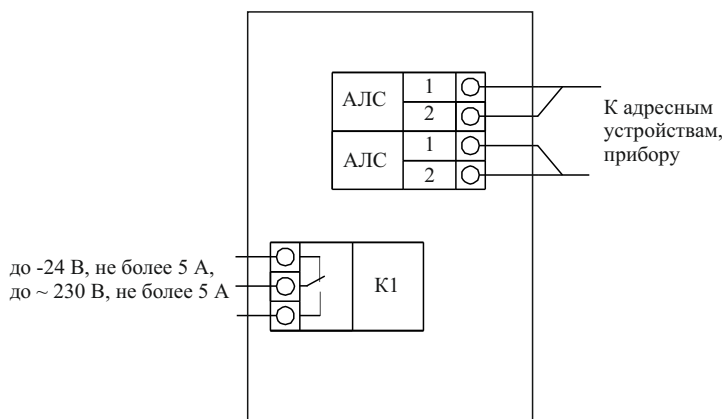 АЛС
1
2
АЛС
1
2
К адресным
устройствам,
прибору
до -24 В, не более 5 А,
до ~ 230 В, не более 5 А
К1